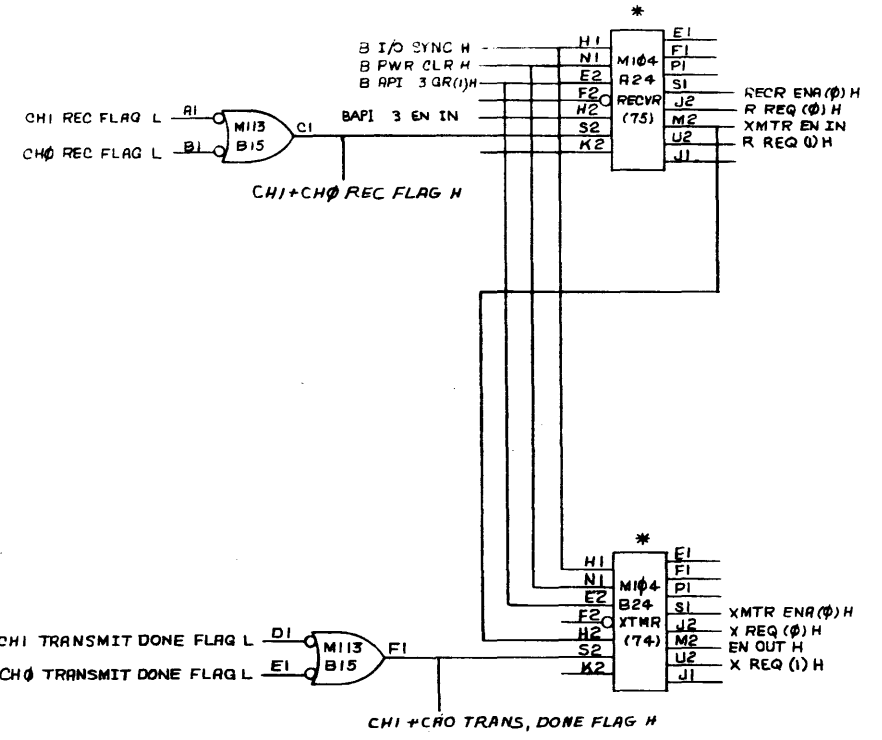 *
B I/O SYNC H H1 M104 E1
B PWR CLR H N1 A24 F1
B API 3 GR(1)H E2 RECVR P1
F2 (75) S1 RECR ENA(Ø) H
BAPI 3 EN IN H2 J2 R REQ (Ø) H
S2 M2 XMTR EN IN
K2 U2 R REQ (1) H
J1
CH1 REC FLAG L A1 M113 C1
CHØ REC FLAG L B1 B15
CH1+CHØ REC FLAG H
*
H1 M104 E1
N1 B24 F1
E2 XTMR P1
F2 (74) S1 XMTR ENA(Ø) H
H2 J2 X REQ (Ø) H
S2 M2 EN OUT H
K2 U2 X REQ (1) H
J1
CH1 TRANSMIT DONE FLAG L D1 M113 F1
CHØ TRANSMIT DONE FLAG L E1 B15
CH1 +CHO TRANS, DONE FLAG H